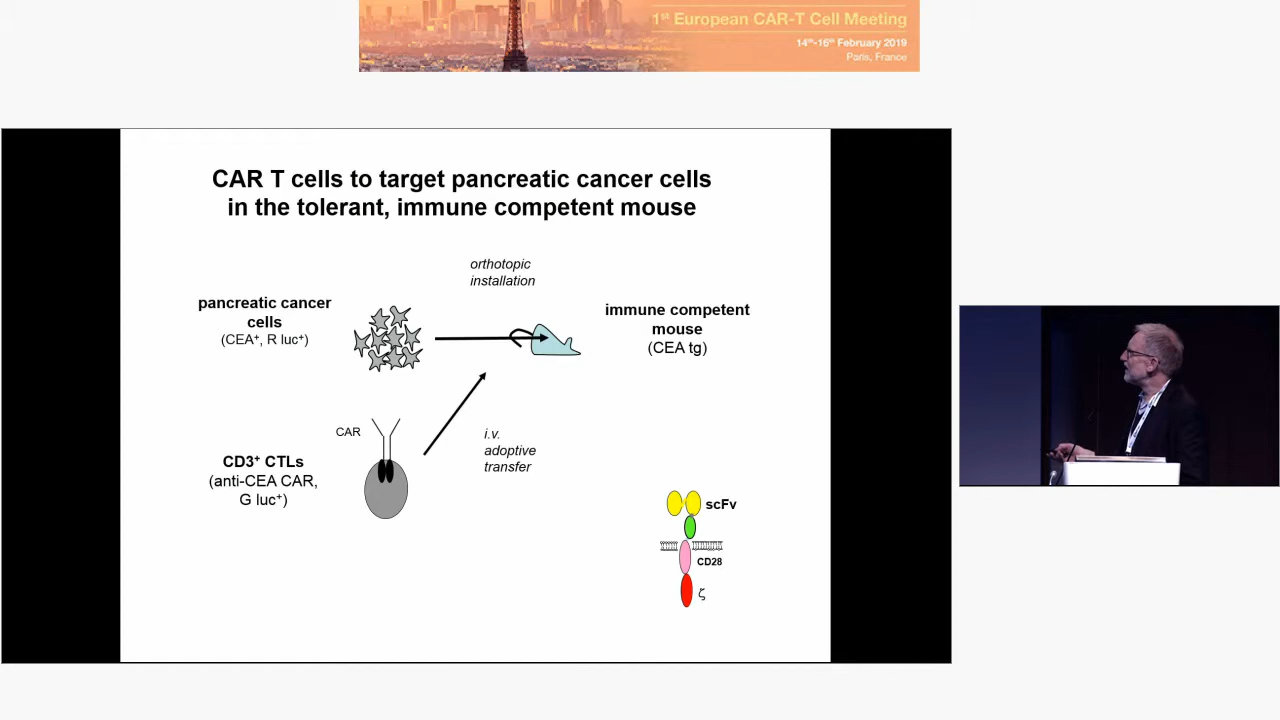 1st European CAR-T Cell Meeting
14th-16th February 2019
Paris, France
CAR T cells to target pancreatic cancer cells
in the tolerant, immune competent mouse
orthotopic
installation
pancreatic cancer
cells
(CEA⁺, R luc⁺)
immune competent
mouse
(CEA tg)
CAR
CD3⁺ CTLs
(anti-CEA CAR,
G luc⁺)
i.v.
adoptive
transfer
scFv
CD28
ζ